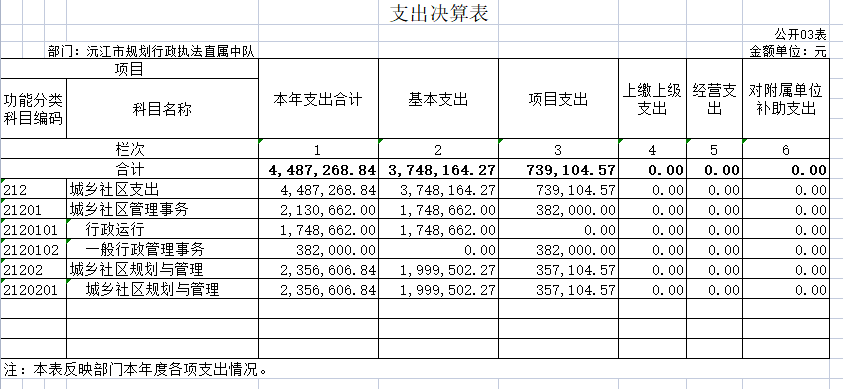 支出决算表
公开03表
部门：沅江市规划行政执法直属中队 金额单位：元
项目 本年支出合计 基本支出 项目支出 上缴上级支出 经营支出 对附属单位补助支出
功能分类科目编码 科目名称
栏次 1 2 3 4 5 6
合计 4,487,268.84 3,748,164.27 739,104.57 0.00 0.00 0.00
212 城乡社区支出 4,487,268.84 3,748,164.27 739,104.57 0.00 0.00 0.00
21201 城乡社区管理事务 2,130,662.00 1,748,662.00 382,000.00 0.00 0.00 0.00
2120101 行政运行 1,748,662.00 1,748,662.00 0.00 0.00 0.00 0.00
2120102 一般行政管理事务 382,000.00 0.00 382,000.00 0.00 0.00 0.00
21202 城乡社区规划与管理 2,356,606.84 1,999,502.27 357,104.57 0.00 0.00 0.00
2120201 城乡社区规划与管理 2,356,606.84 1,999,502.27 357,104.57 0.00 0.00 0.00
注：本表反映部门本年度各项支出情况。